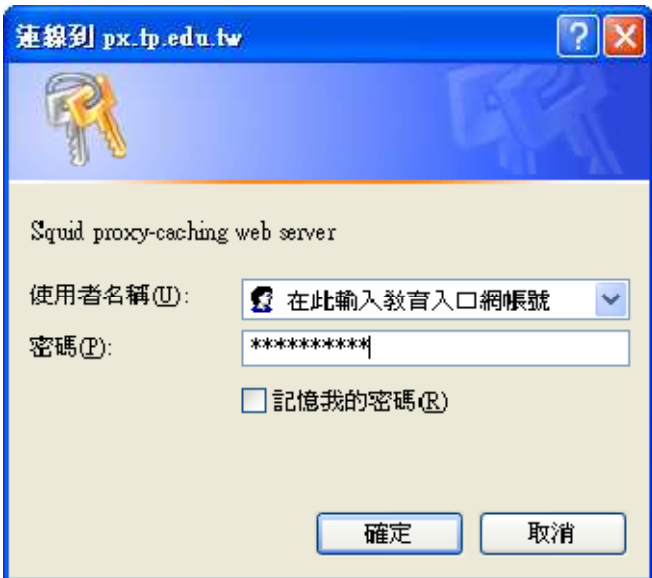 連線到 px.tp.edu.tw
Squid proxy-caching web server
使用者名稱(U): 在此輸入教育入口網帳號
密碼(P): **********
記憶我的密碼(R)
確定 取消